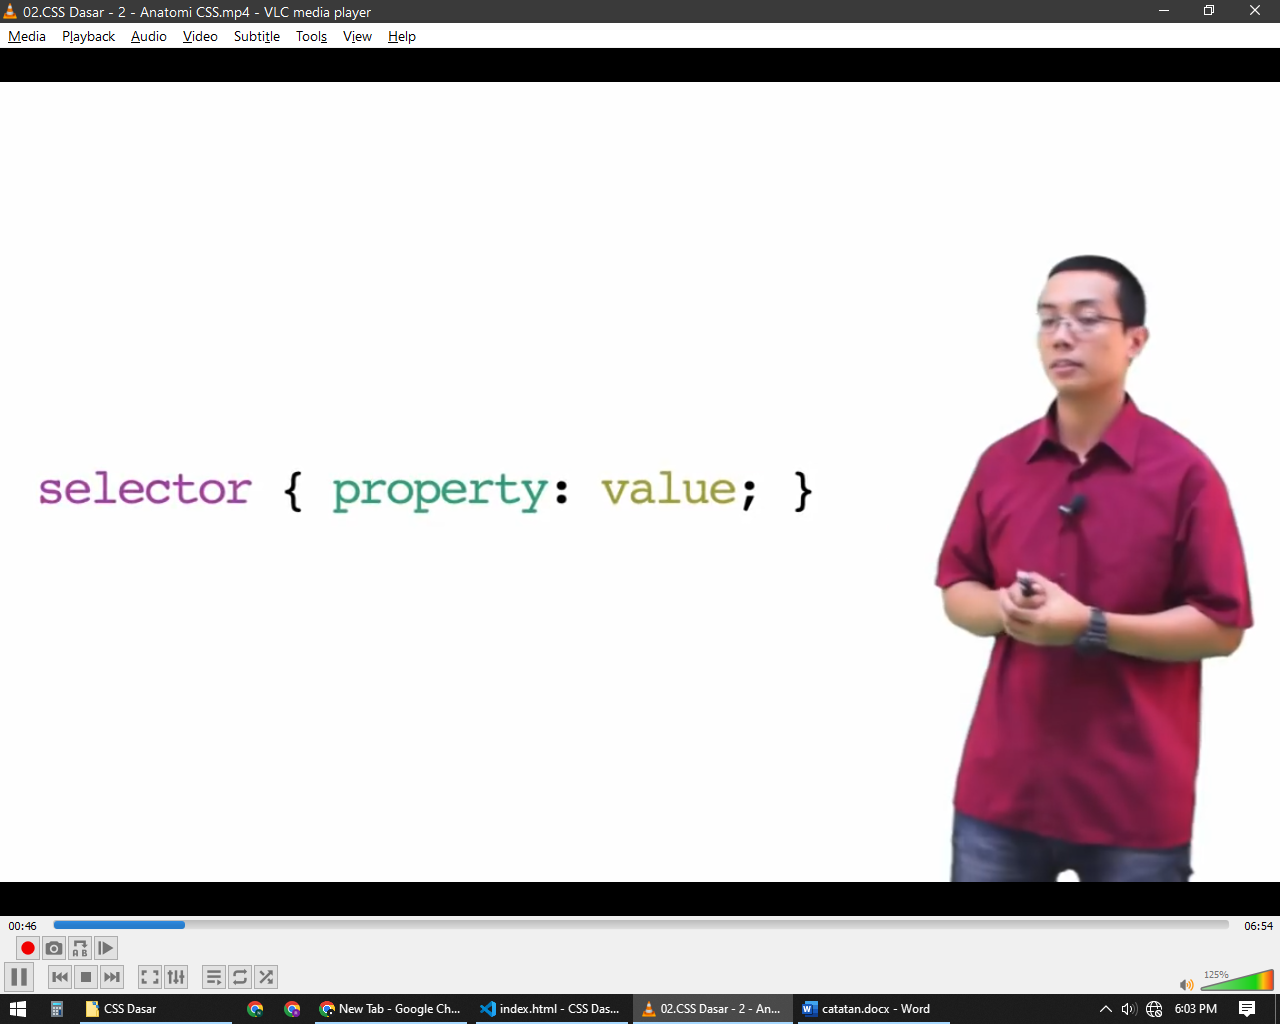 02.CSS Dasar - 2 - Anatomi CSS.mp4 - VLC media player
Media Playback Audio Video Subtitle Tools View Help
selector { property: value; }
00:46 06:54
125%
CSS Dasar New Tab - Google Ch... index.html - CSS Das... 02.CSS Dasar - 2 - An... catatan.docx - Word 6:03 PM